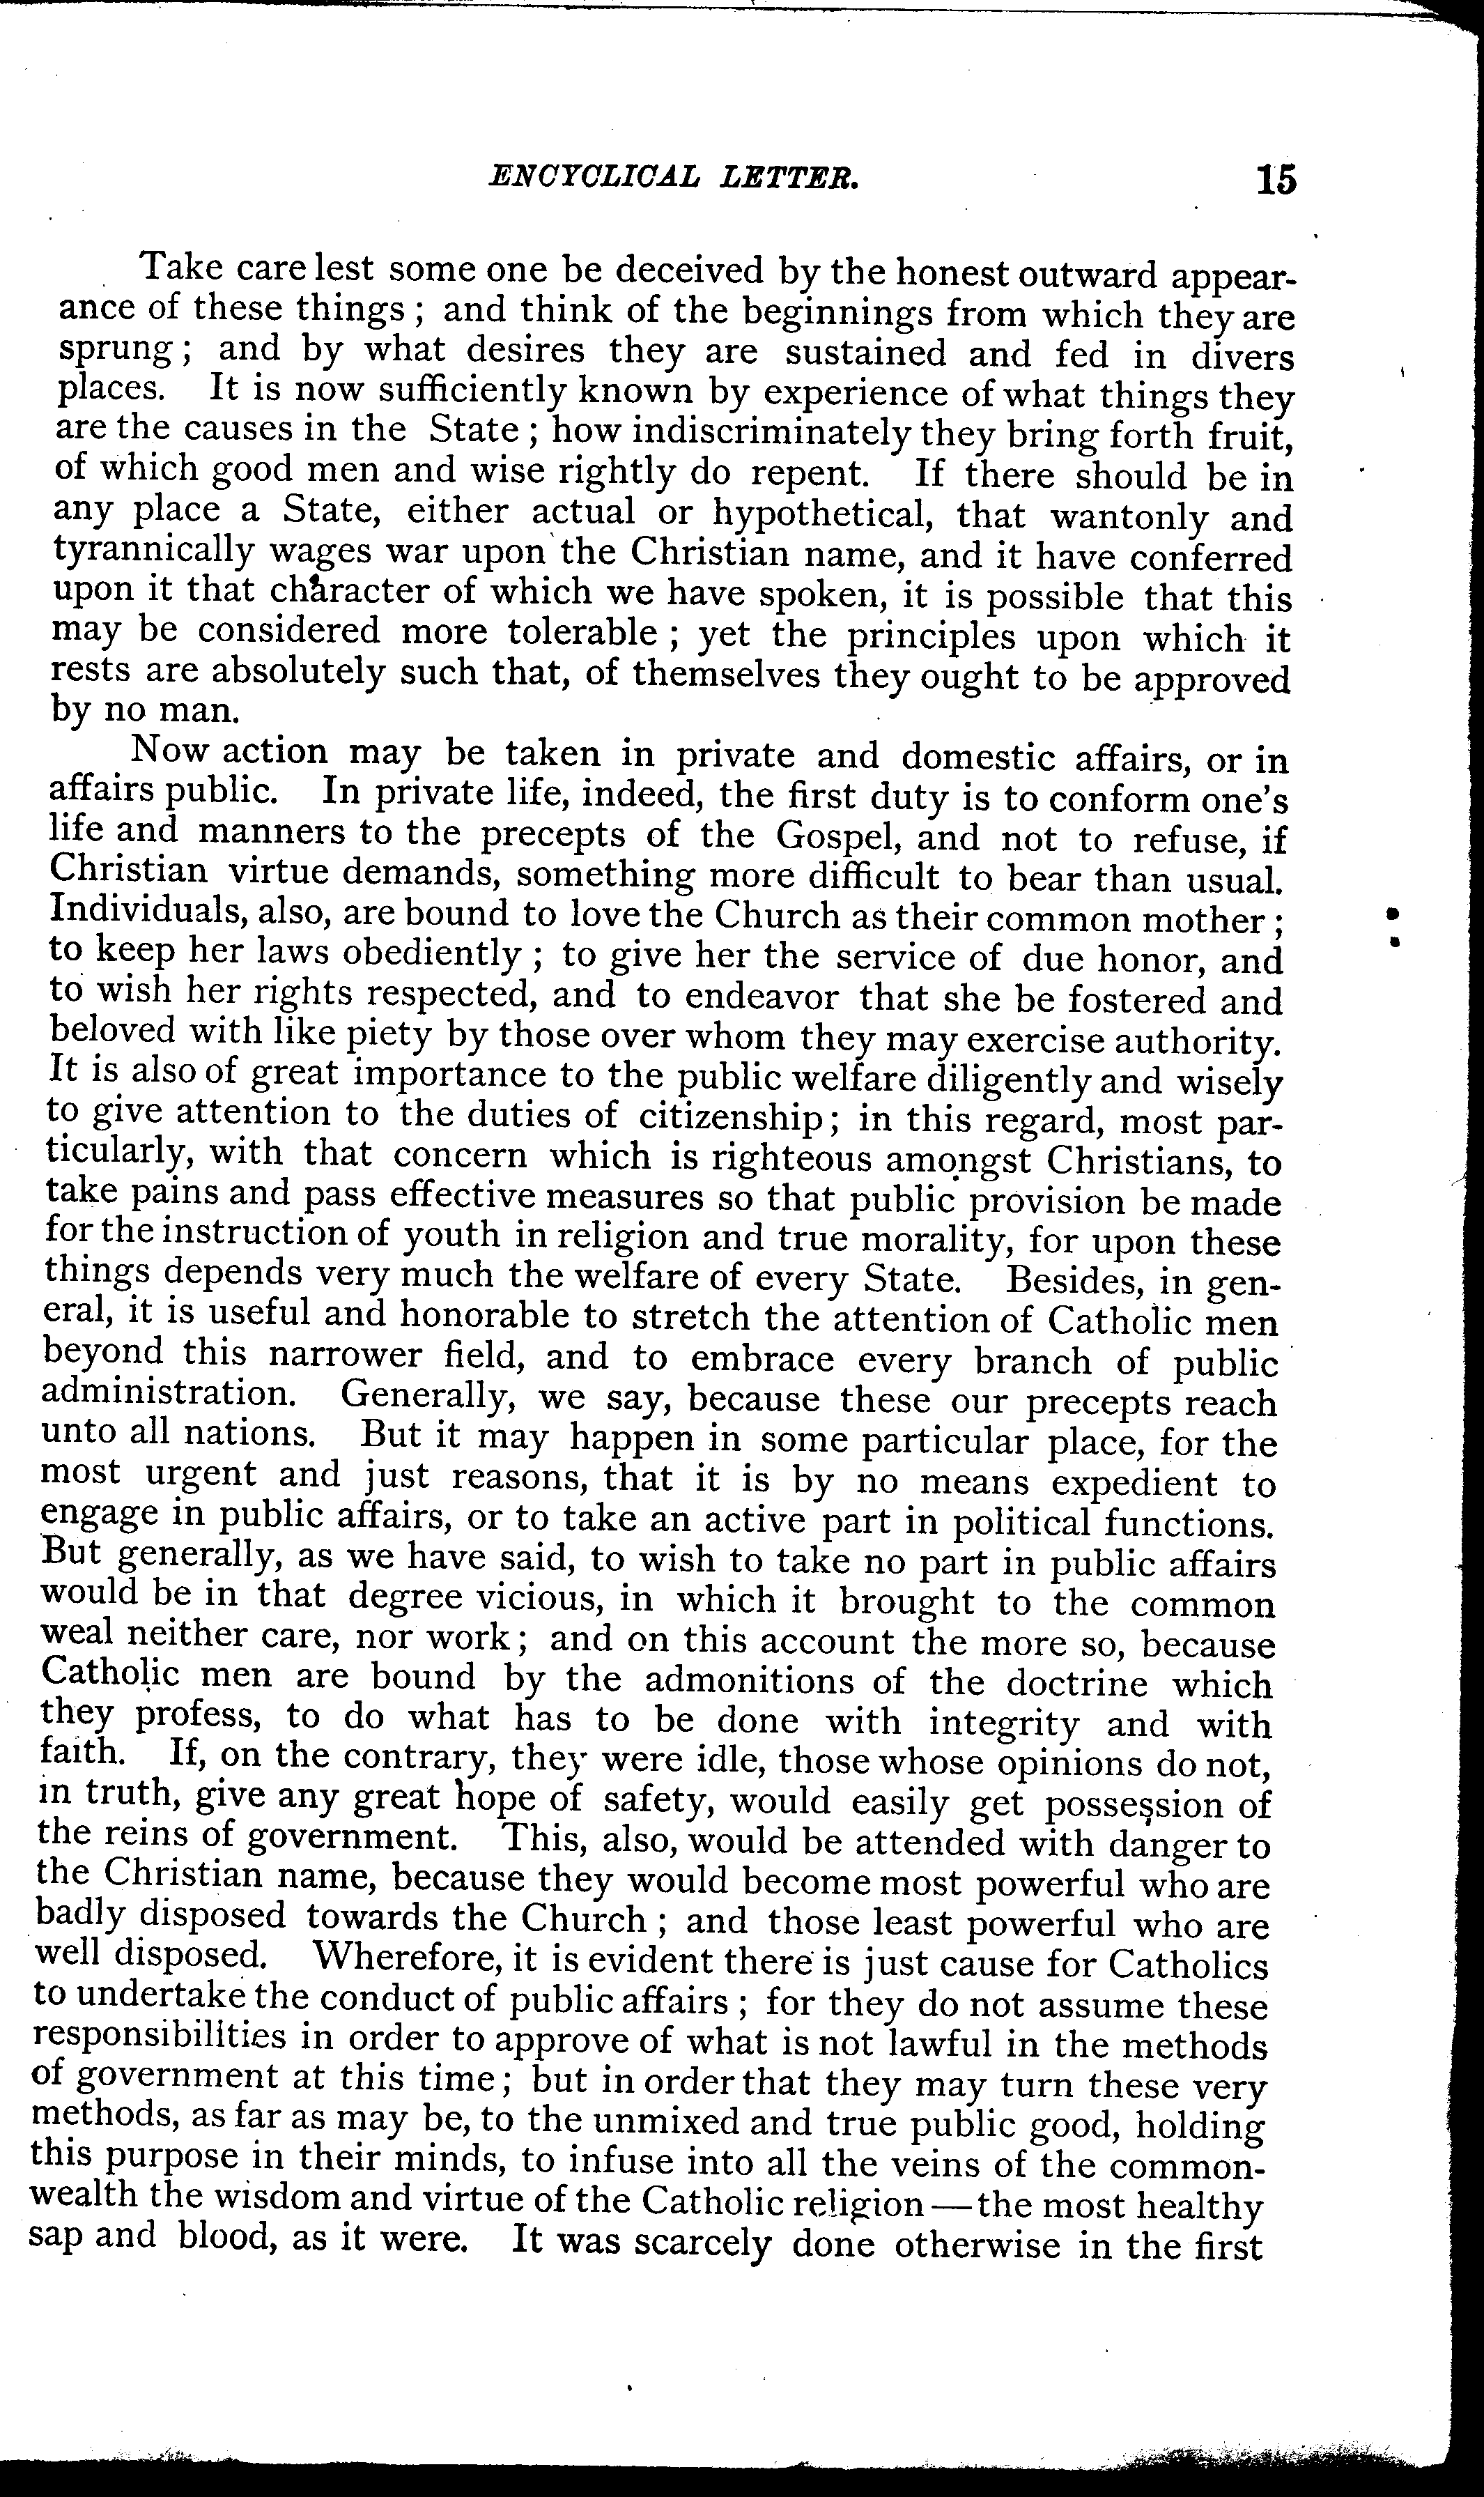 ENCYCLICAL LETTER. 15
Take care lest some one be deceived by the honest outward appear-
ance of these things ; and think of the beginnings from which they are
sprung ; and by what desires they are sustained and fed in divers
places. It is now sufficiently known by experience of what things they
are the causes in the State ; how indiscriminately they bring forth fruit,
of which good men and wise rightly do repent. If there should be in
any place a State, either actual or hypothetical, that wantonly and
tyrannically wages war upon the Christian name, and it have conferred
upon it that character of which we have spoken, it is possible that this
may be considered more tolerable ; yet the principles upon which it
rests are absolutely such that, of themselves they ought to be approved
by no man.
Now action may be taken in private and domestic affairs, or in
affairs public. In private life, indeed, the first duty is to conform one's
life and manners to the precepts of the Gospel, and not to refuse, if
Christian virtue demands, something more difficult to bear than usual.
Individuals, also, are bound to love the Church as their common mother ;
to keep her laws obediently ; to give her the service of due honor, and
to wish her rights respected, and to endeavor that she be fostered and
beloved with like piety by those over whom they may exercise authority.
It is also of great importance to the public welfare diligently and wisely
to give attention to the duties of citizenship ; in this regard, most par-
ticularly, with that concern which is righteous amongst Christians, to
take pains and pass effective measures so that public provision be made
for the instruction of youth in religion and true morality, for upon these
things depends very much the welfare of every State. Besides, in gen-
eral, it is useful and honorable to stretch the attention of Catholic men
beyond this narrower field, and to embrace every branch of public
administration. Generally, we say, because these our precepts reach
unto all nations. But it may happen in some particular place, for the
most urgent and just reasons, that it is by no means expedient to
engage in public affairs, or to take an active part in political functions.
But generally, as we have said, to wish to take no part in public affairs
would be in that degree vicious, in which it brought to the common
weal neither care, nor work ; and on this account the more so, because
Catholic men are bound by the admonitions of the doctrine which
they profess, to do what has to be done with integrity and with
faith. If, on the contrary, they were idle, those whose opinions do not,
in truth, give any great hope of safety, would easily get possession of
the reins of government. This, also, would be attended with danger to
the Christian name, because they would become most powerful who are
badly disposed towards the Church ; and those least powerful who are
well disposed. Wherefore, it is evident there is just cause for Catholics
to undertake the conduct of public affairs ; for they do not assume these
responsibilities in order to approve of what is not lawful in the methods
of government at this time ; but in order that they may turn these very
methods, as far as may be, to the unmixed and true public good, holding
this purpose in their minds, to infuse into all the veins of the common-
wealth the wisdom and virtue of the Catholic religion — the most healthy
sap and blood, as it were. It was scarcely done otherwise in the first